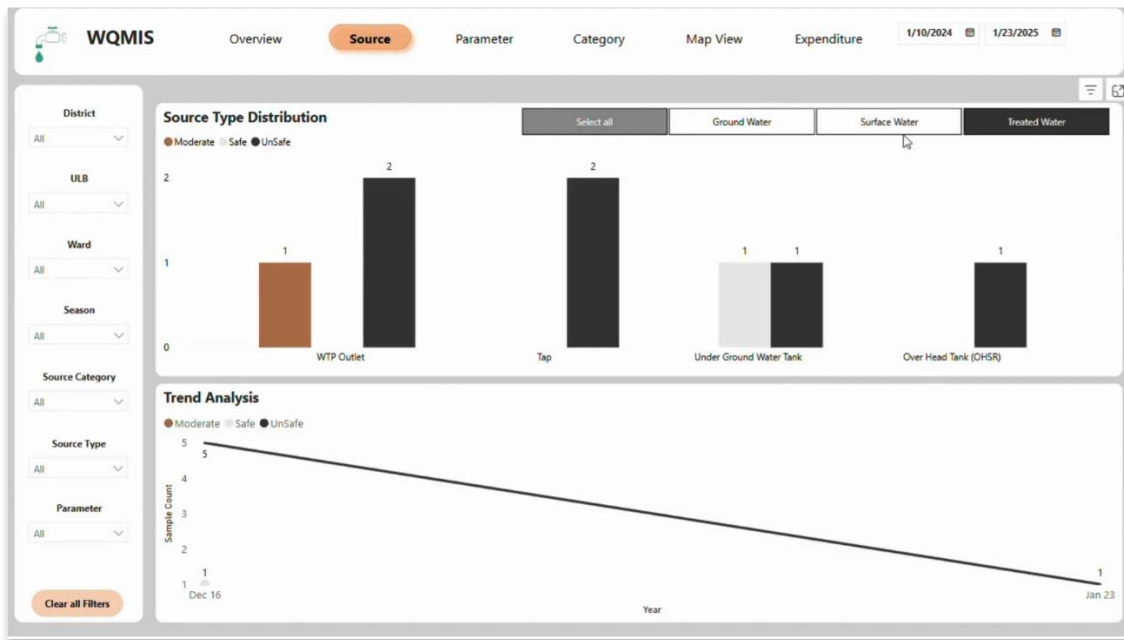 WQMIS
Overview
Source
Parameter
Category
Map View
Expenditure
1/10/2024
1/23/2025
District
All
ULB
All
Ward
All
Season
All
Source Category
All
Source Type
All
Parameter
All
Clear all Filters
Source Type Distribution
Select all
Ground Water
Surface Water
Treated Water
Moderate Safe UnSafe
2
1
0
1
2
2
1
1
1
WTP Outlet
Tap
Under Ground Water Tank
Over Head Tank (OHSR)
Trend Analysis
Moderate Safe UnSafe
Sample Count
5
4
3
2
1
5
1
1
Dec 16
Jan 23
Year